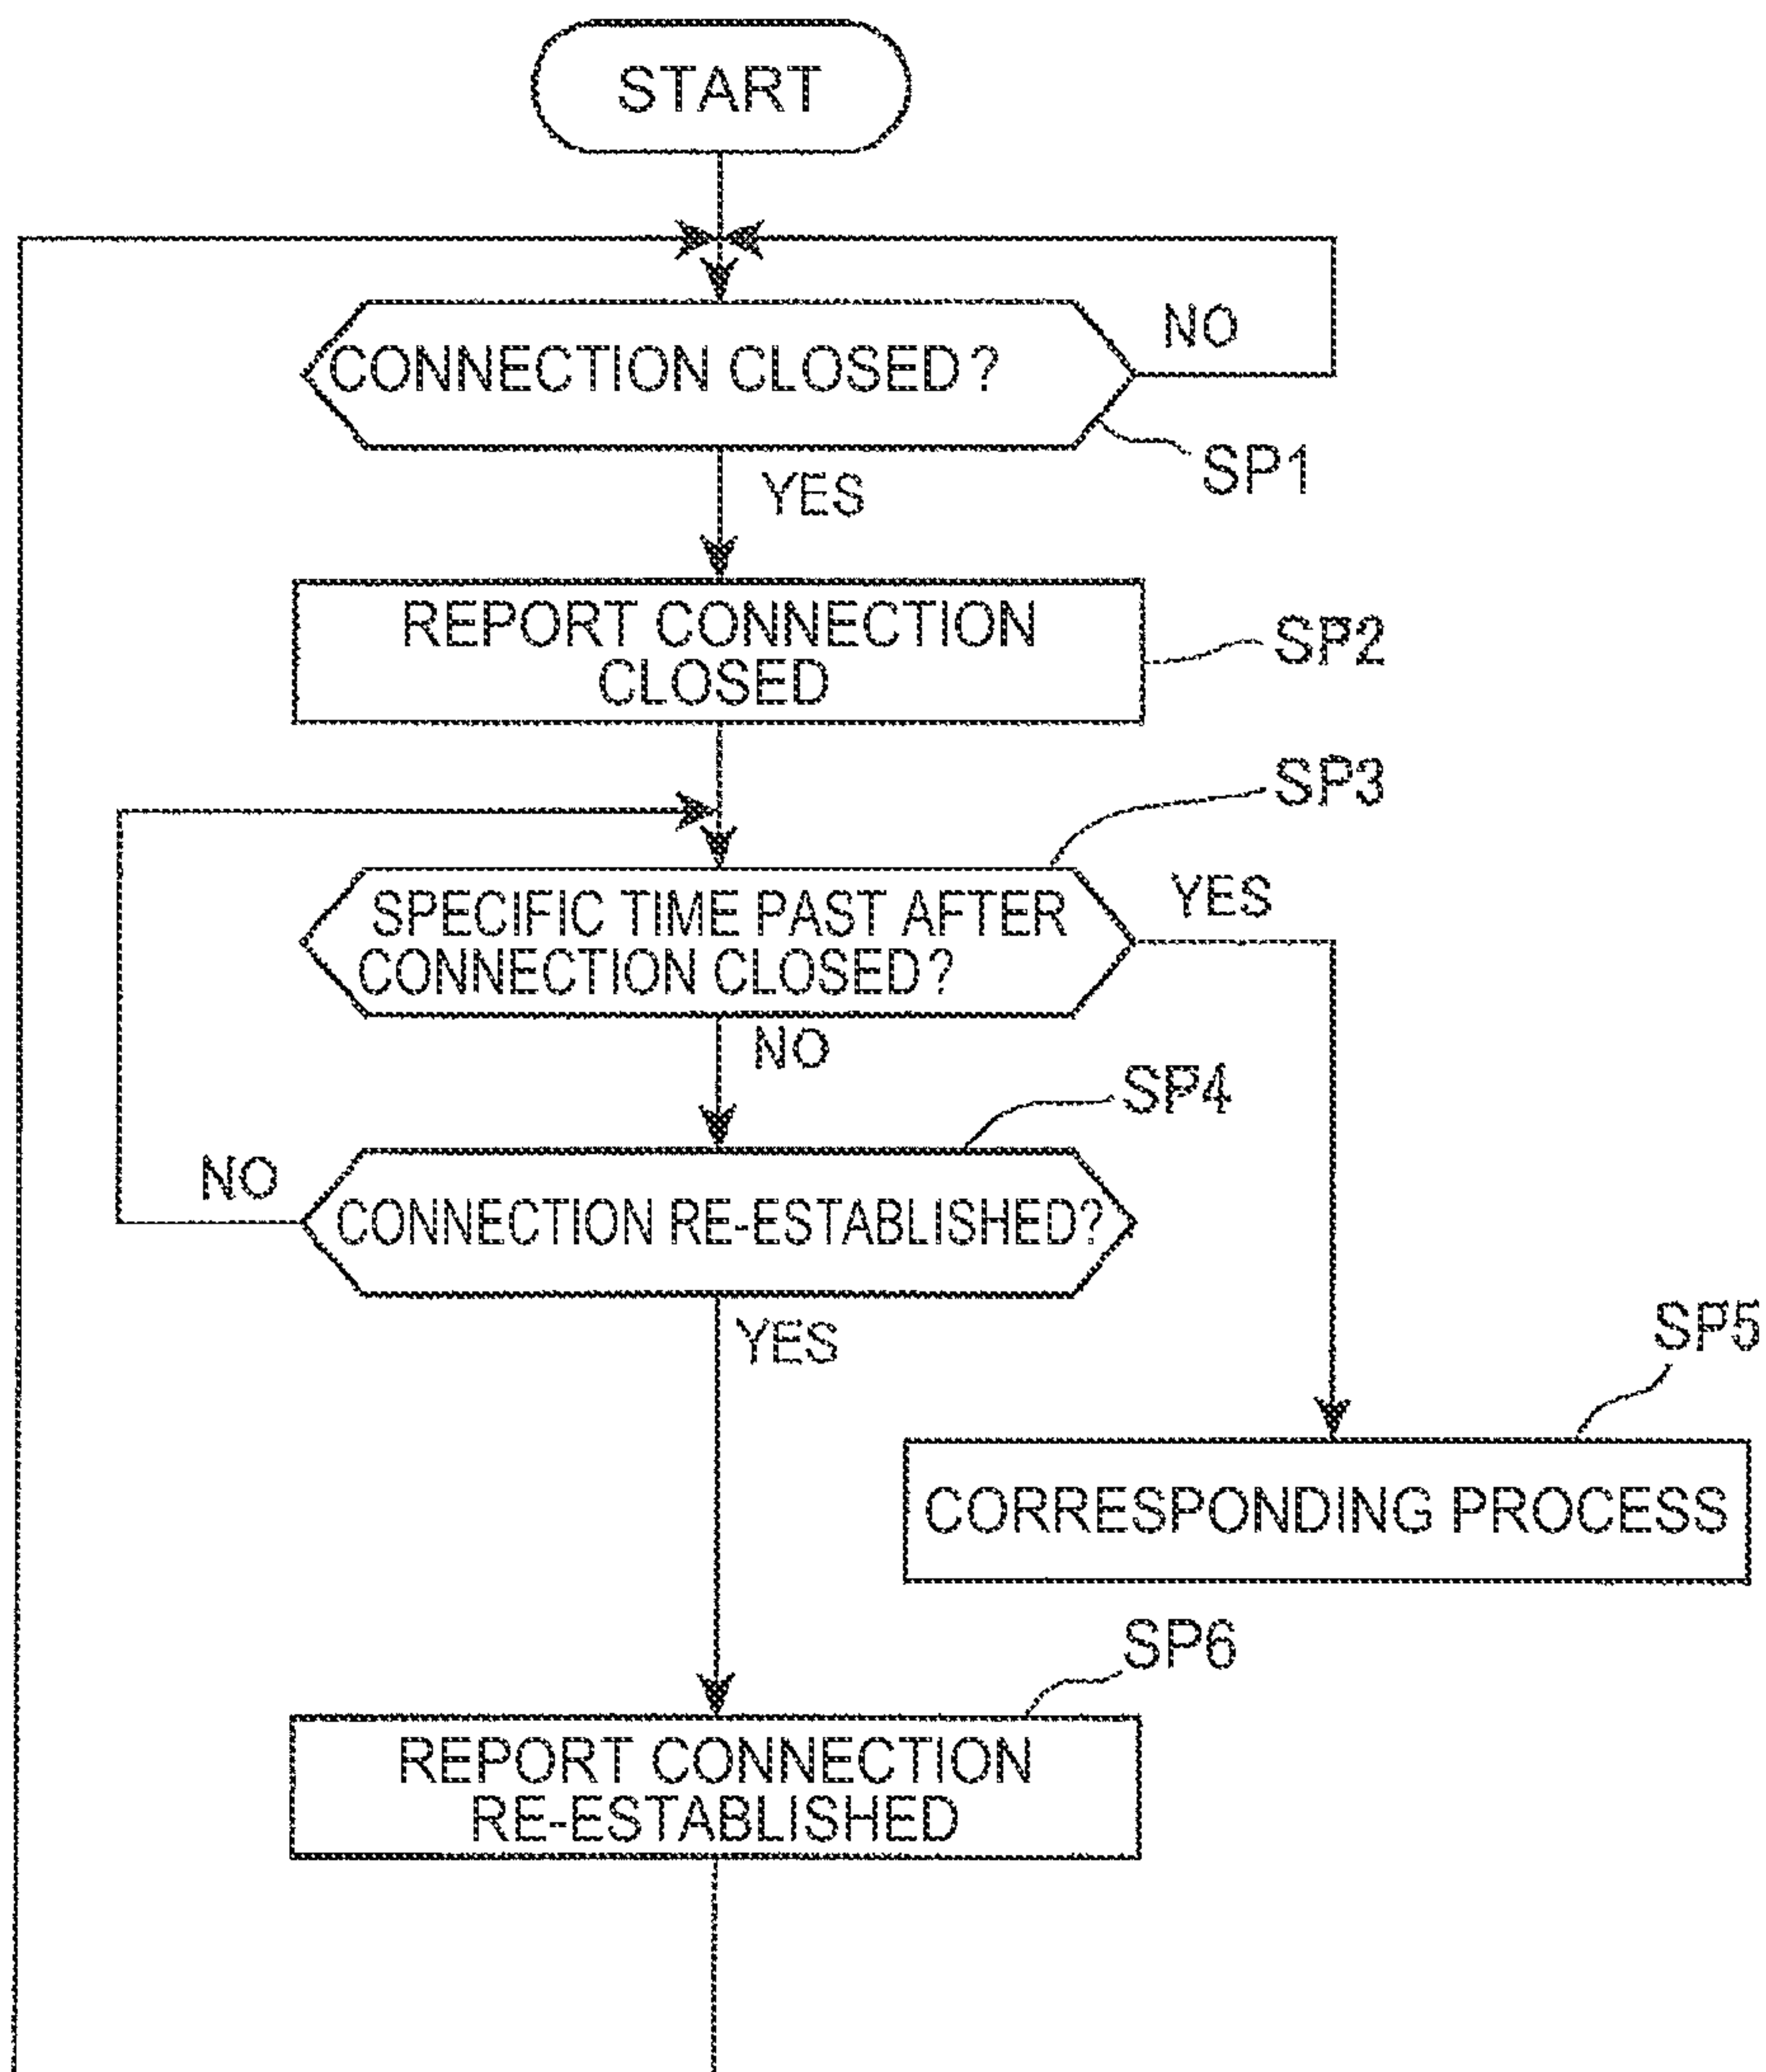 START
NO
CONNECTION CLOSED?
SP1
YES
REPORT CONNECTION
CLOSED
SP2
SP3
SPECIFIC TIME PAST AFTER
CONNECTION CLOSED?
YES
NO
SP4
NO
CONNECTION RE-ESTABLISHED?
YES
SP5
CORRESPONDING PROCESS
SP6
REPORT CONNECTION
RE-ESTABLISHED